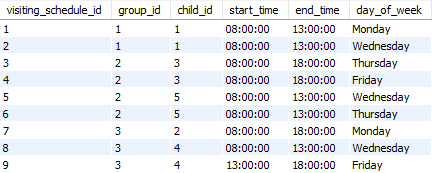 visiting_schedule_id group_id child_id start_time end_time day_of_week
1 1 1 08:00:00 13:00:00 Monday
2 1 1 08:00:00 13:00:00 Wednesday
3 2 3 08:00:00 18:00:00 Thursday
4 2 3 08:00:00 18:00:00 Friday
5 2 5 08:00:00 13:00:00 Wednesday
6 2 5 08:00:00 18:00:00 Thursday
7 3 2 08:00:00 18:00:00 Monday
8 3 4 08:00:00 13:00:00 Wednesday
9 3 4 13:00:00 18:00:00 Friday